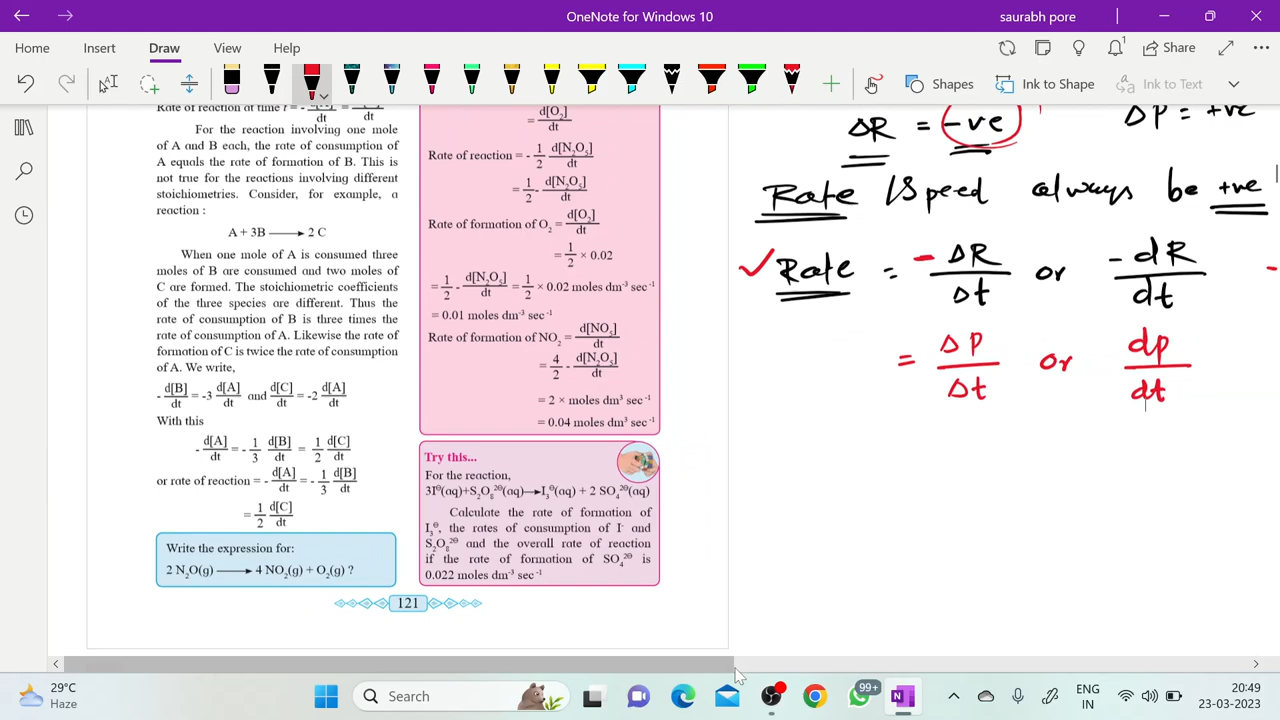 OneNote for Windows 10
saurabh pore
Home Insert Draw View Help
Share
Shapes
Ink to Shape
Ink to Text
Rate of reaction at time t = -
dt dt
For the reaction involving one mole
of A and B each, the rate of consumption of
A equals the rate of formation of B. This is
not true for the reactions involving different
stoichiometries. Consider, for example, a
reaction :
A + 3B ⟶ 2 C
When one mole of A is consumed three
moles of B are consumed and two moles of
C are formed. The stoichiometric coefficients
of the three species are different. Thus the
rate of consumption of B is three times the
rate of consumption of A. Likewise the rate of
formation of C is twice the rate of consumption
of A. We write,
- d[B]/dt = -3 d[A]/dt and d[C]/dt = -2 d[A]/dt
With this
- d[A]/dt = - 1/3 d[B]/dt = 1/2 d[C]/dt
or rate of reaction = - d[A]/dt = - 1/3 d[B]/dt
= 1/2 d[C]/dt
Write the expression for:
2 N₂O(g) ⟶ 4 NO₂(g) + O₂(g) ?
= d[O₂]/dt
Rate of reaction = - 1/2 d[N₂O₅]/dt
= 1/2 - d[N₂O₅]/dt
Rate of formation of O₂ = d[O₂]/dt
= 1/2 × 0.02
= 1/2 - d[N₂O₅]/dt = 1/2 × 0.02 moles dm⁻³ sec⁻¹
= 0.01 moles dm⁻³ sec⁻¹
Rate of formation of NO₂ = d[NO₂]/dt
= 4/2 - d[N₂O₅]/dt
= 2 × moles dm³ sec⁻¹
= 0.04 moles dm³ sec⁻¹
Try this...
For the reaction,
3I⊖(aq)+S₂O₈²⊖(aq)⟶I₃⊖(aq) + 2 SO₄²⊖(aq)
Calculate the rate of formation of
I₃⊖, the rates of consumption of I⁻ and
S₂O₈²⊖ and the overall rate of reaction
if the rate of formation of SO₄²⊖ is
0.022 moles dm⁻³ sec⁻¹
121
ΔR = -ve ΔP = +ve
Rate /Speed always be +ve
✓ Rate = - ΔR/Δt or - dR/dt -
= ΔP/Δt or dp/dt
29°C
Haze
Search
99+
ENG
IN
20:49
23-03-2023